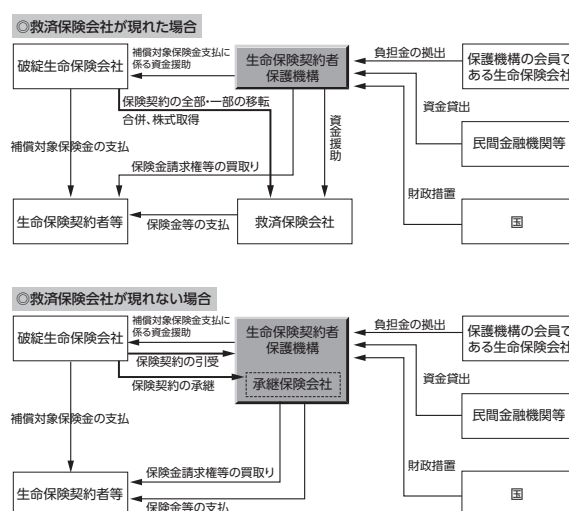 ◎救済保険会社が現れた場合
破綻生命保険会社
補償対象保険金支払に
係る資金援助
生命保険契約者
保護機構
負担金の拠出
保護機構の会員で
ある生命保険会社
保険契約の全部・一部の移転
合併、株式取得
資金援助
資金貸出
民間金融機関等
補償対象保険金の支払
保険金請求権等の買取り
財政措置
生命保険契約者等
保険金等の支払
救済保険会社
国
◎救済保険会社が現れない場合
破綻生命保険会社
補償対象保険金支払に
係る資金援助
生命保険契約者
保護機構
負担金の拠出
保護機構の会員で
ある生命保険会社
保険契約の引受
保険契約の承継
承継保険会社
資金貸出
民間金融機関等
補償対象保険金の支払
保険金請求権等の買取り
財政措置
生命保険契約者等
保険金等の支払
国